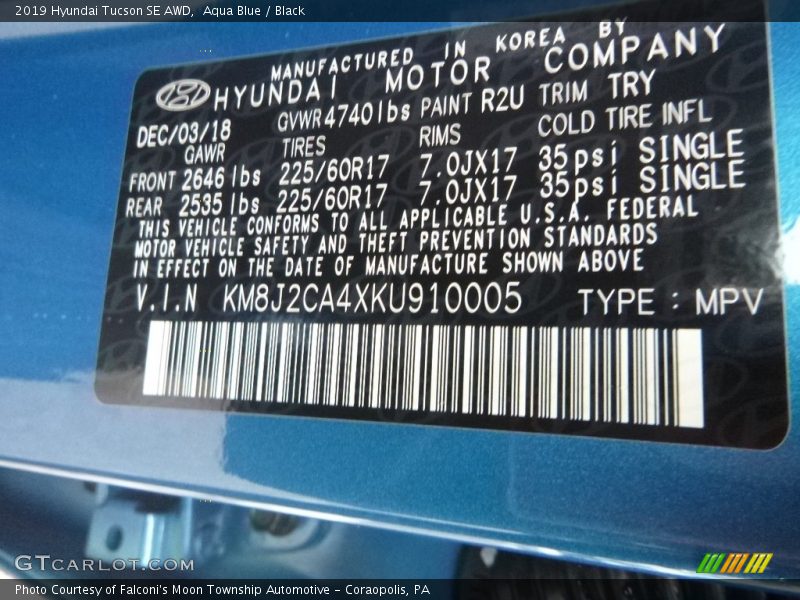 2019 Hyundai Tucson SE AWD,  Aqua Blue / Black
MANUFACTURED IN KOREA BY
HYUNDAI MOTOR COMPANY
DEC/03/18 GVWR 4740lbs PAINT R2U TRIM TRY
GAWR TIRES RIMS COLD TIRE INFL
FRONT 2646 lbs 225/60R17 7.0JX17 35psi SINGLE
REAR 2535 lbs 225/60R17 7.0JX17 35psi SINGLE
THIS VEHICLE CONFORMS TO ALL APPLICABLE U.S.A. FEDERAL
MOTOR VEHICLE SAFETY AND THEFT PREVENTION STANDARDS
IN EFFECT ON THE DATE OF MANUFACTURE SHOWN ABOVE
V.I.N KM8J2CA4XKU910005 TYPE : MPV
GTCARLOT.COM
Photo Courtesy of Falconi's Moon Township Automotive - Coraopolis, PA